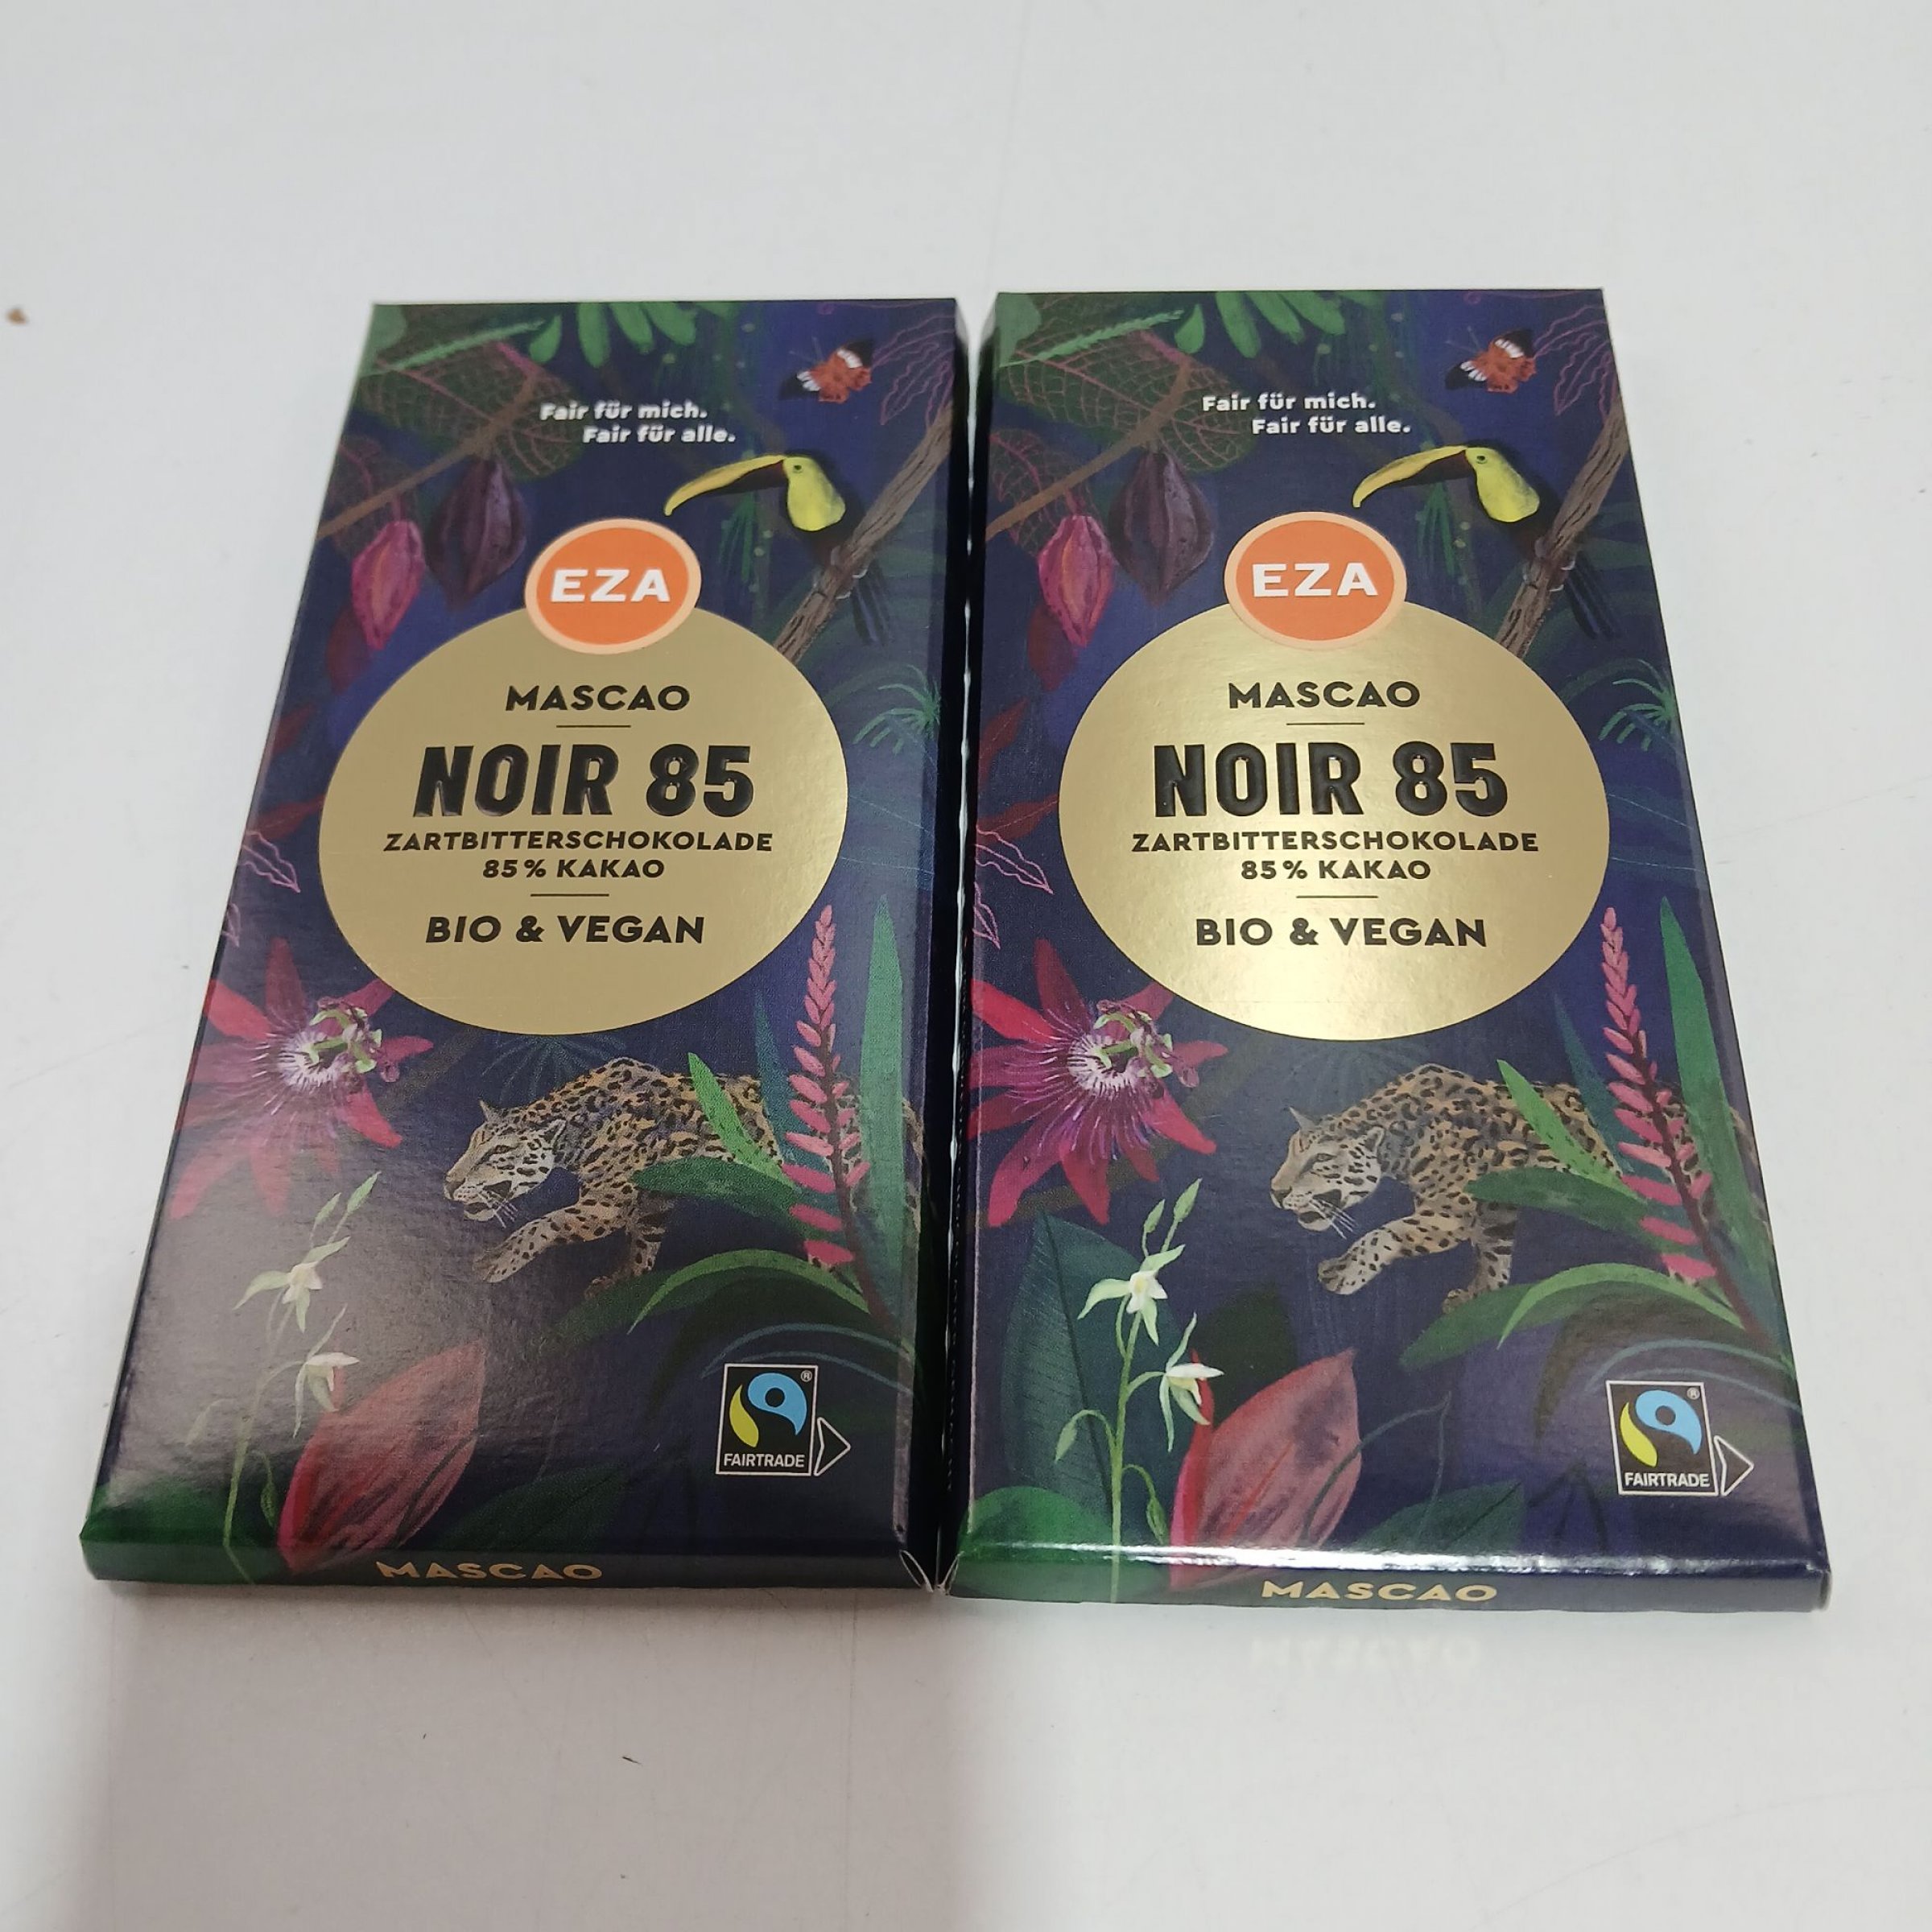 Fair für mich.
Fair für alle.
EZA
MASCAO
NOIR 85
ZARTBITTERSCHOKOLADE
85% KAKAO
BIO & VEGAN
FAIRTRADE
®
MASCAO
Fair für mich.
Fair für alle.
EZA
MASCAO
NOIR 85
ZARTBITTERSCHOKOLADE
85% KAKAO
BIO & VEGAN
FAIRTRADE
®
MASCAO